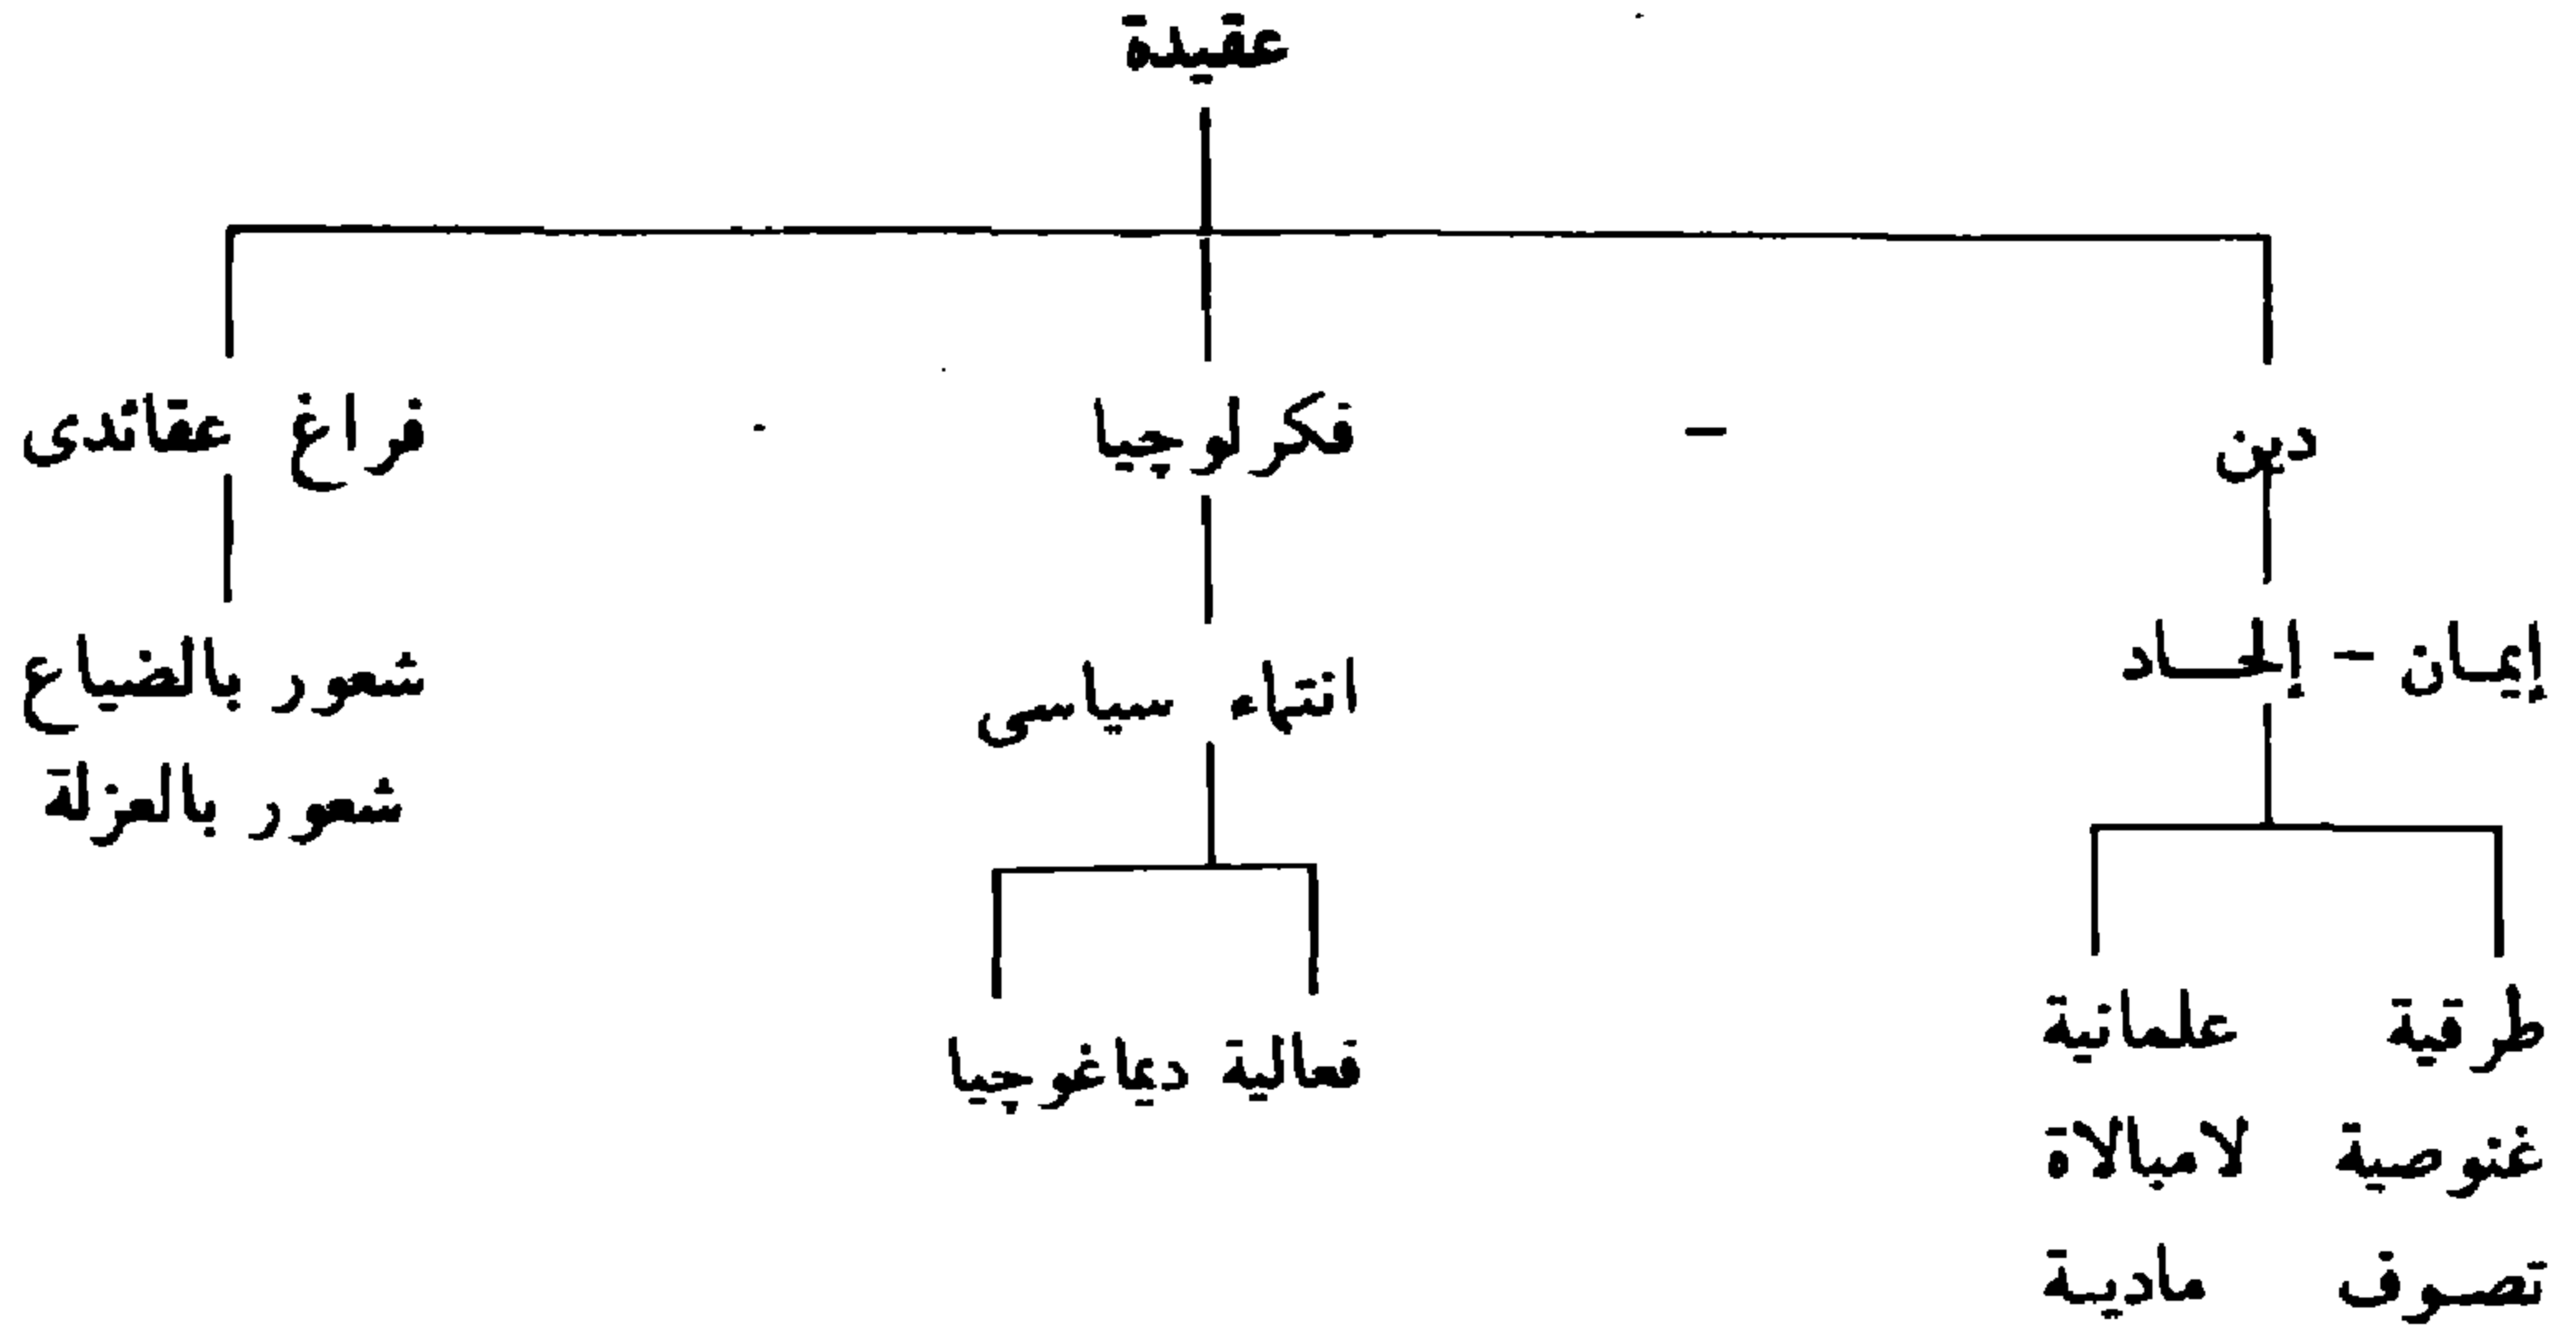 عقيدة
دين - فكرلوجيا - فراغ عقائدى
إيمان - إلحاد
انتماء سياسى
شعور بالضياع
شعور بالعزلة
طرقية علمانية
غنوصية لامبالاة
تصوف مادية
فعالية ديماغوجيا